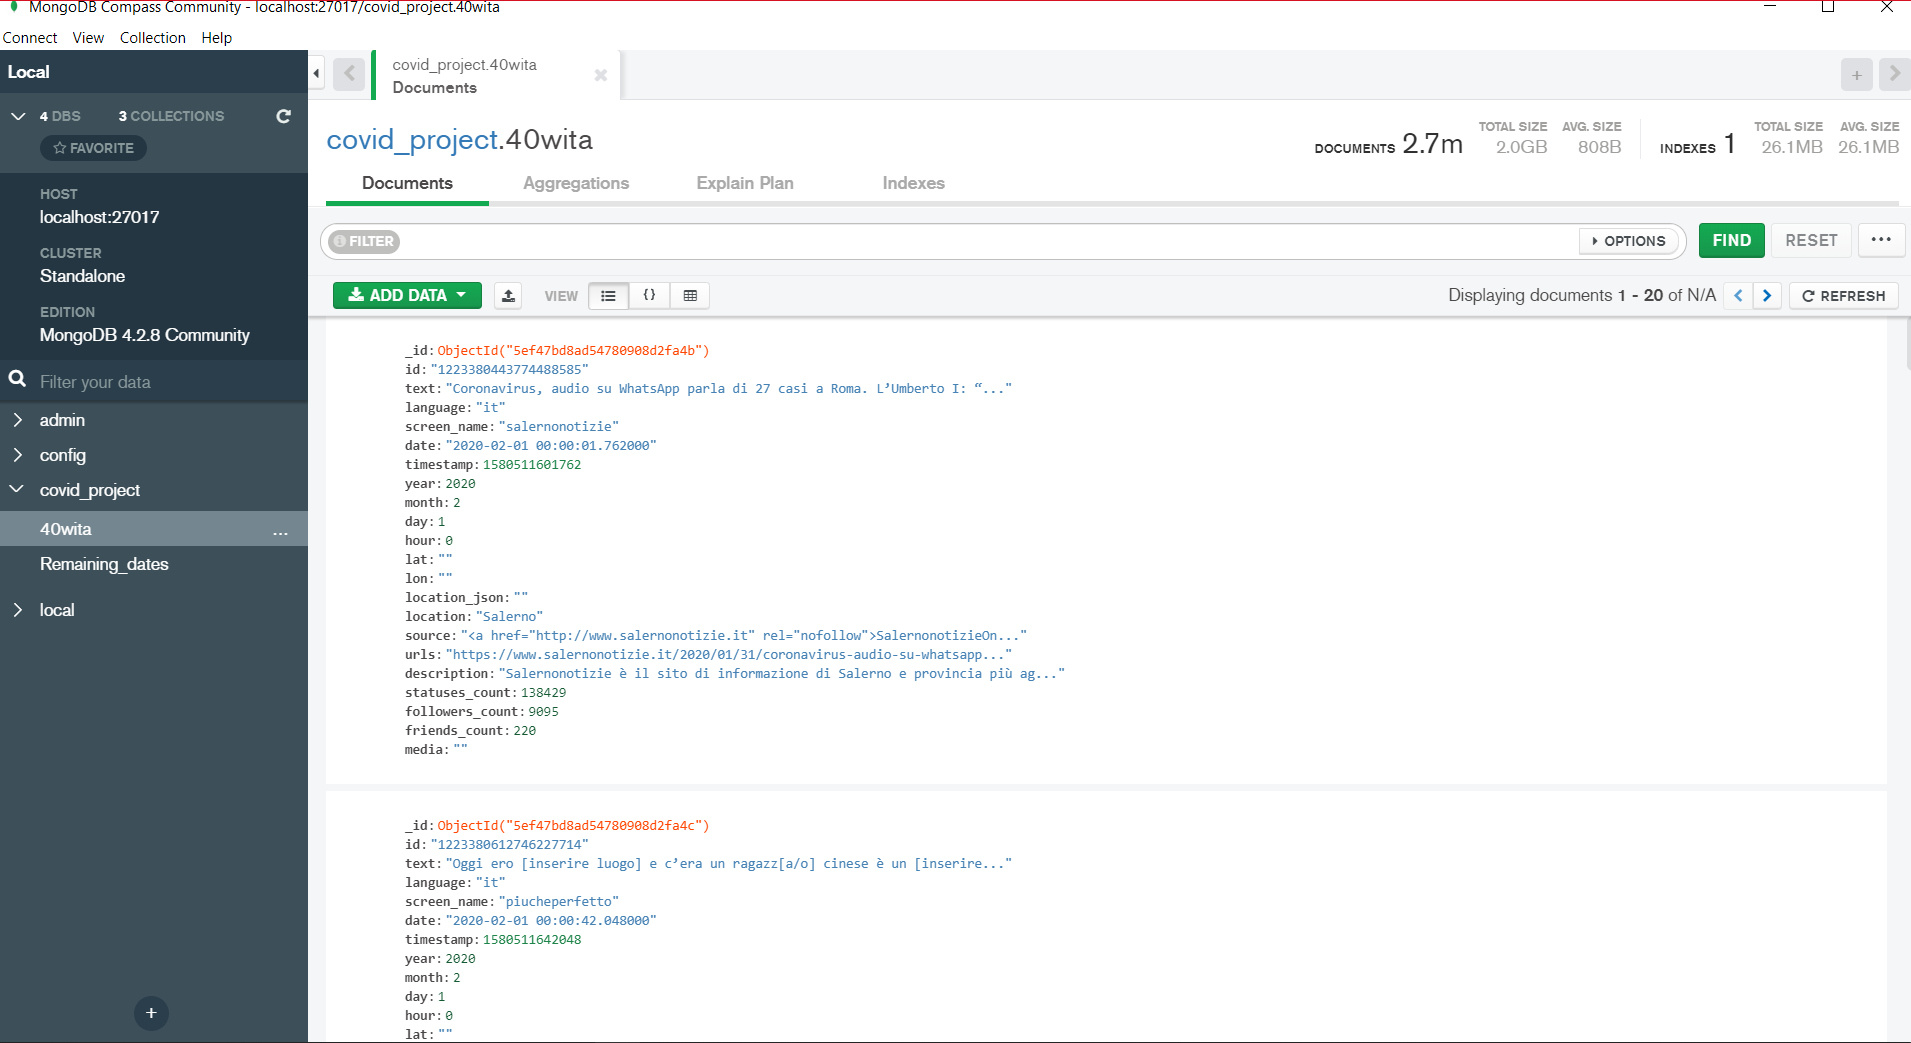 MongoDB Compass Community - localhost:27017/covid_project.40wita
Connect View Collection Help
Local
4 DBS 3 COLLECTIONS
FAVORITE
HOST
localhost:27017
CLUSTER
Standalone
EDITION
MongoDB 4.2.8 Community
Filter your data
admin
config
covid_project
40wita ...
Remaining_dates
local
+
covid_project.40wita
Documents
+
covid_project.40wita
DOCUMENTS 2.7m TOTAL SIZE 2.0GB AVG. SIZE 808B INDEXES 1 TOTAL SIZE 26.1MB AVG. SIZE 26.1MB
Documents Aggregations Explain Plan Indexes
FILTER OPTIONS FIND RESET ...
ADD DATA VIEW {} Displaying documents 1 - 20 of N/A REFRESH
_id: ObjectId("5ef47bd8ad54780908d2fa4b")
id: "1223380443774488585"
text: "Coronavirus, audio su WhatsApp parla di 27 casi a Roma. L’Umberto I: “..."
language: "it"
screen_name: "salernonotizie"
date: "2020-02-01 00:00:01.762000"
timestamp: 1580511601762
year: 2020
month: 2
day: 1
hour: 0
lat: ""
lon: ""
location_json: ""
location: "Salerno"
source: "<a href="http://www.salernonotizie.it" rel="nofollow">SalernonotizieOn..."
urls: "https://www.salernonotizie.it/2020/01/31/coronavirus-audio-su-whatsapp..."
description: "Salernonotizie è il sito di informazione di Salerno e provincia più ag..."
statuses_count: 138429
followers_count: 9095
friends_count: 220
media: ""
_id: ObjectId("5ef47bd8ad54780908d2fa4c")
id: "1223380612746227714"
text: "Oggi ero [inserire luogo] e c’era un ragazz[a/o] cinese è un [inserire..."
language: "it"
screen_name: "piucheperfetto"
date: "2020-02-01 00:00:42.048000"
timestamp: 1580511642048
year: 2020
month: 2
day: 1
hour: 0
lat: ""